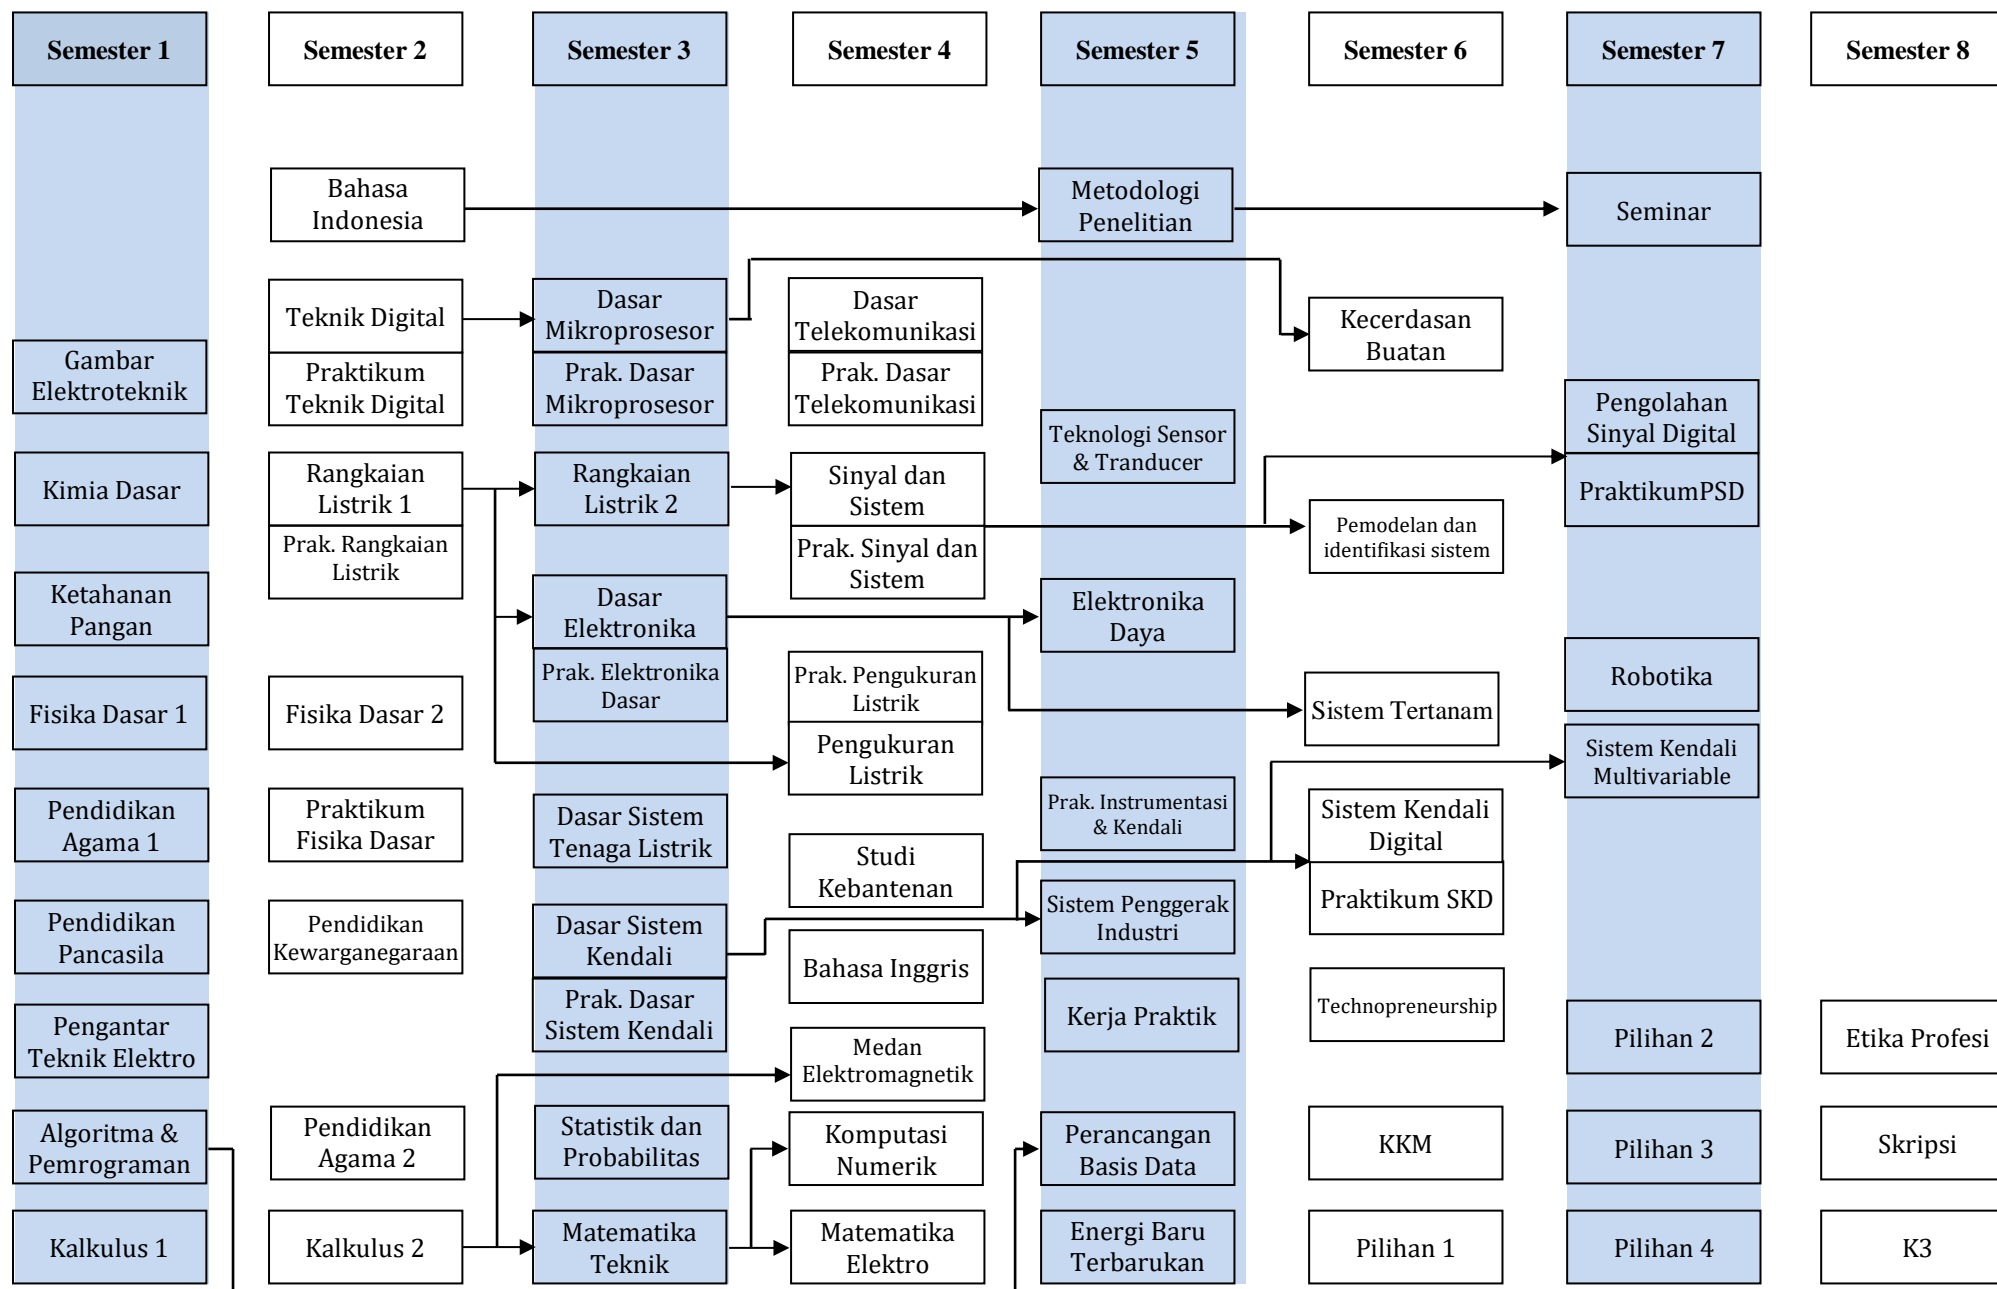 Semester 1
Semester 2
Semester 3
Semester 4
Semester 5
Semester 6
Semester 7
Semester 8
Bahasa
Indonesia
Metodologi
Penelitian
Seminar
Teknik Digital
Dasar
Mikroprosesor
Dasar
Telekomunikasi
Kecerdasan
Buatan
Gambar
Elektroteknik
Praktikum
Teknik Digital
Prak. Dasar
Mikroprosesor
Prak. Dasar
Telekomunikasi
Pengolahan
Sinyal Digital
Teknologi Sensor
& Tranducer
Kimia Dasar
Rangkaian
Listrik 1
Rangkaian
Listrik 2
Sinyal dan
Sistem
PraktikumPSD
Prak. Rangkaian
Listrik
Prak. Sinyal dan
Sistem
Pemodelan dan
identifikasi sistem
Ketahanan
Pangan
Dasar
Elektronika
Elektronika
Daya
Prak. Elektronika
Dasar
Prak. Pengukuran
Listrik
Robotika
Fisika Dasar 1
Fisika Dasar 2
Sistem Tertanam
Pengukuran
Listrik
Sistem Kendali
Multivariable
Pendidikan
Agama 1
Praktikum
Fisika Dasar
Dasar Sistem
Tenaga Listrik
Prak. Instrumentasi
& Kendali
Sistem Kendali
Digital
Studi
Kebantenan
Praktikum SKD
Pendidikan
Pancasila
Pendidikan
Kewarganegaraan
Dasar Sistem
Kendali
Sistem Penggerak
Industri
Bahasa Inggris
Prak. Dasar
Sistem Kendali
Kerja Praktik
Technopreneurship
Pengantar
Teknik Elektro
Medan
Elektromagnetik
Pilihan 2
Etika Profesi
Algoritma &
Pemrograman
Pendidikan
Agama 2
Statistik dan
Probabilitas
Komputasi
Numerik
Perancangan
Basis Data
KKM
Pilihan 3
Skripsi
Kalkulus 1
Kalkulus 2
Matematika
Teknik
Matematika
Elektro
Energi Baru
Terbarukan
Pilihan 1
Pilihan 4
K3